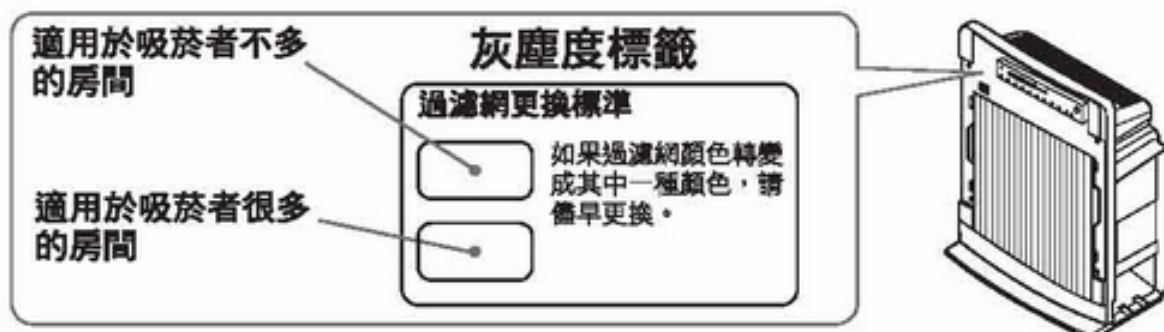 適用於吸菸者不多
的房間
灰塵度標籤
過濾網更換標準
如果過濾網顏色轉變
成其中一種顏色，請
儘早更換。
適用於吸菸者很多
的房間